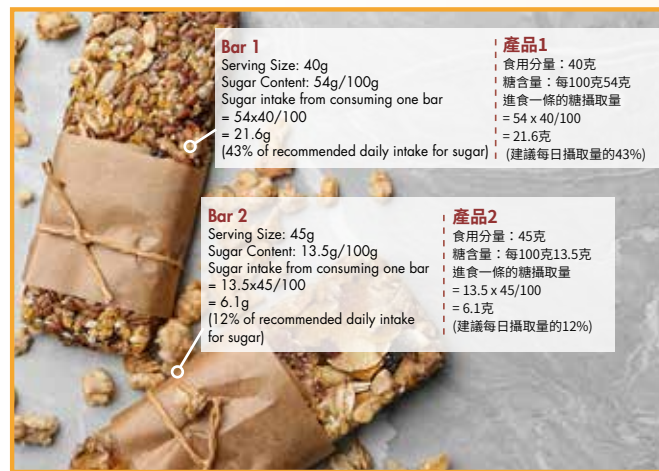 Bar 1
Serving Size: 40g
Sugar Content: 54g/100g
Sugar intake from consuming one bar
= 54x40/100
= 21.6g
(43% of recommended daily intake for sugar)
產品1
食用分量：40克
糖含量：每100克54克
進食一條的糖攝取量
= 54 x 40/100
= 21.6克
(建議每日攝取量的43%)
Bar 2
Serving Size: 45g
Sugar Content: 13.5g/100g
Sugar intake from consuming one bar
= 13.5x45/100
= 6.1g
(12% of recommended daily intake
for sugar)
產品2
食用分量：45克
糖含量：每100克13.5克
進食一條的糖攝取量
= 13.5 x 45/100
= 6.1克
(建議每日攝取量的12%)